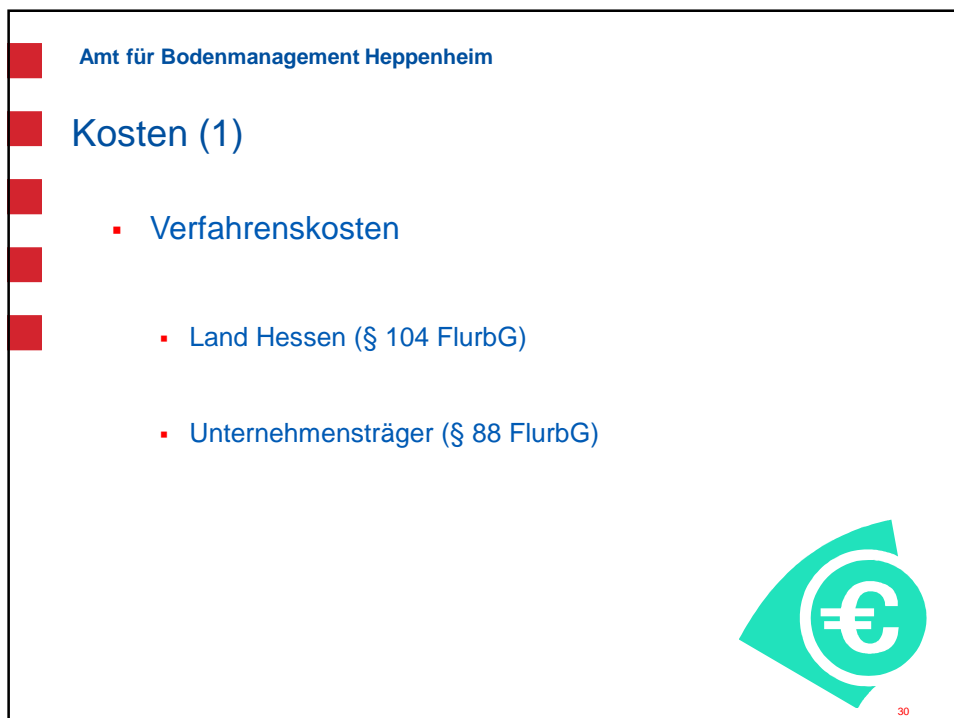 Amt für Bodenmanagement Heppenheim
Kosten (1)
▪ Verfahrenskosten
▪ Land Hessen (§ 104 FlurbG)
▪ Unternehmensträger (§ 88 FlurbG)
€
30